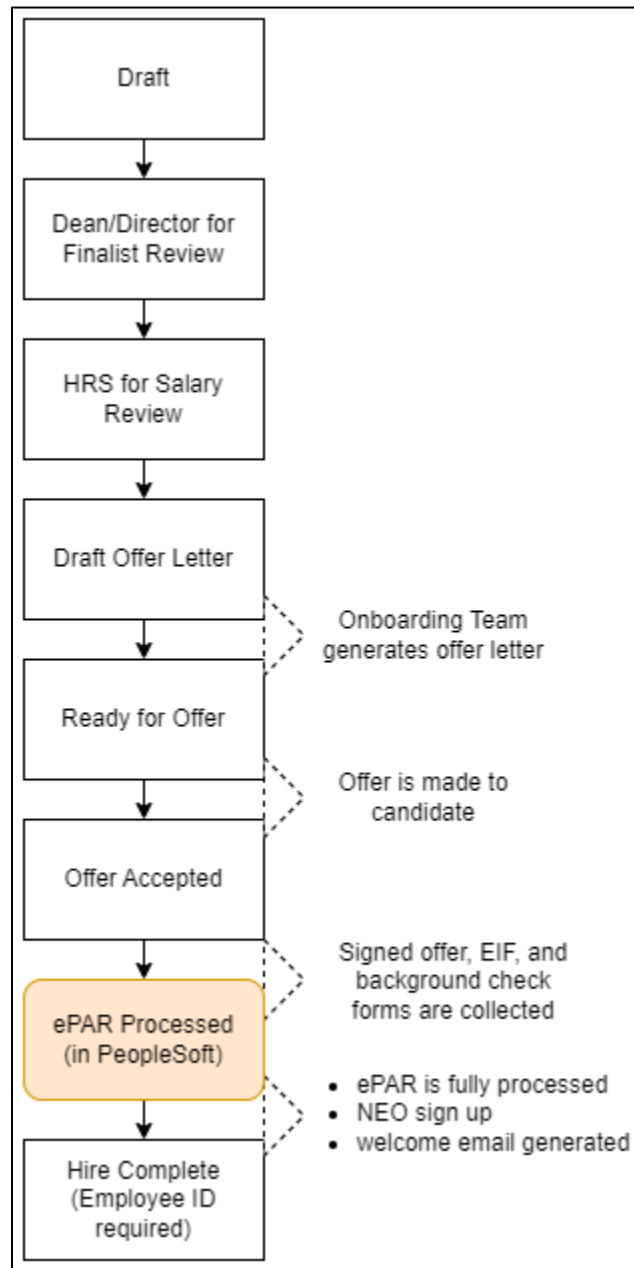 Draft
Dean/Director for
Finalist Review
HRS for Salary
Review
Draft Offer Letter
Onboarding Team
generates offer letter
Ready for Offer
Offer is made to
candidate
Offer Accepted
Signed offer, EIF, and
background check
forms are collected
ePAR Processed
(in PeopleSoft)
• ePAR is fully processed
• NEO sign up
• welcome email generated
Hire Complete
(Employee ID
required)